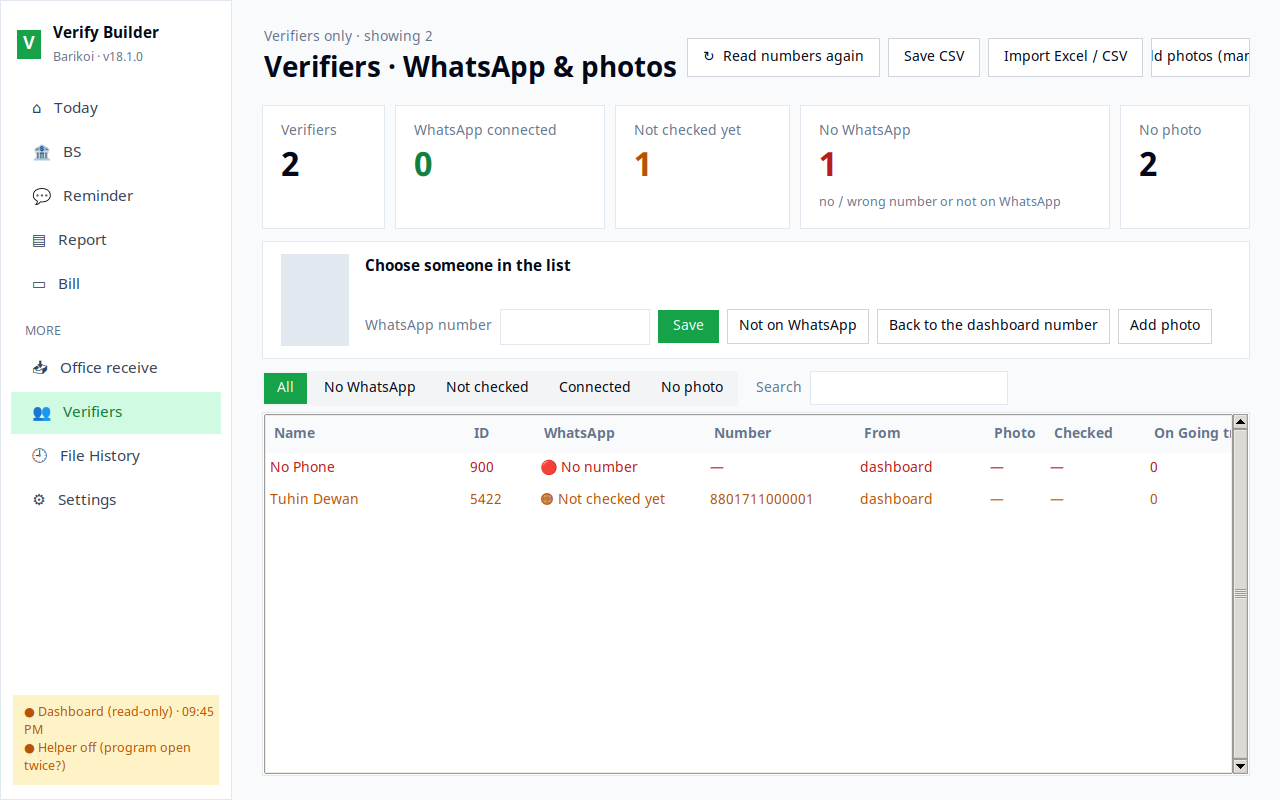 V
Verify Builder
Barikoi · v18.1.0
Today
BS
Reminder
Report
Bill
MORE
Office receive
Verifiers
File History
Settings
● Dashboard (read-only) · 09:45
PM
● Helper off (program open
twice?)
Verifiers only · showing 2
Verifiers · WhatsApp & photos
↻ Read numbers again
Save CSV
Import Excel / CSV
ld photos (mar
Verifiers
2
WhatsApp connected
0
Not checked yet
1
No WhatsApp
1
no / wrong number or not on WhatsApp
No photo
2
Choose someone in the list
WhatsApp number
Save
Not on WhatsApp
Back to the dashboard number
Add photo
All
No WhatsApp
Not checked
Connected
No photo
Search
Name ID WhatsApp Number From Photo Checked On Going
No Phone 900 🔴 No number — dashboard — — 0
Tuhin Dewan 5422 🟠 Not checked yet 8801711000001 dashboard — — 0